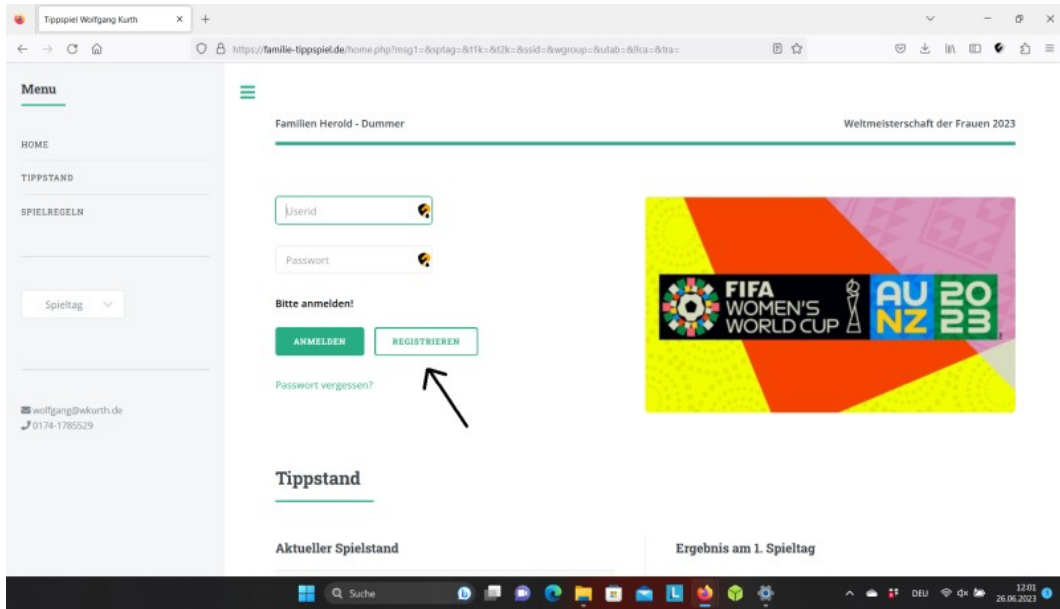 Tippspiel Wolfgang Kurth
https://familie-tippspiel.de/home.php?msg1=&sptag=&t1k=&t2k=&ssid=&wgroup=&utab=&llca=&tra=
Menu
HOME
TIPPSTAND
SPIELREGELN
Spieltag
wolfgang@wkurth.de
0174-1785529
Familien Herold - Dummer
Weltmeisterschaft der Frauen 2023
Userid
Passwort
Bitte anmelden!
ANMELDEN
REGISTRIEREN
Passwort vergessen?
FIFA
WOMEN'S
WORLD CUP
AU 20
NZ 23
Tippstand
Aktueller Spielstand
Ergebnis am 1. Spieltag
Suche
DEU
12:01
26.06.2023